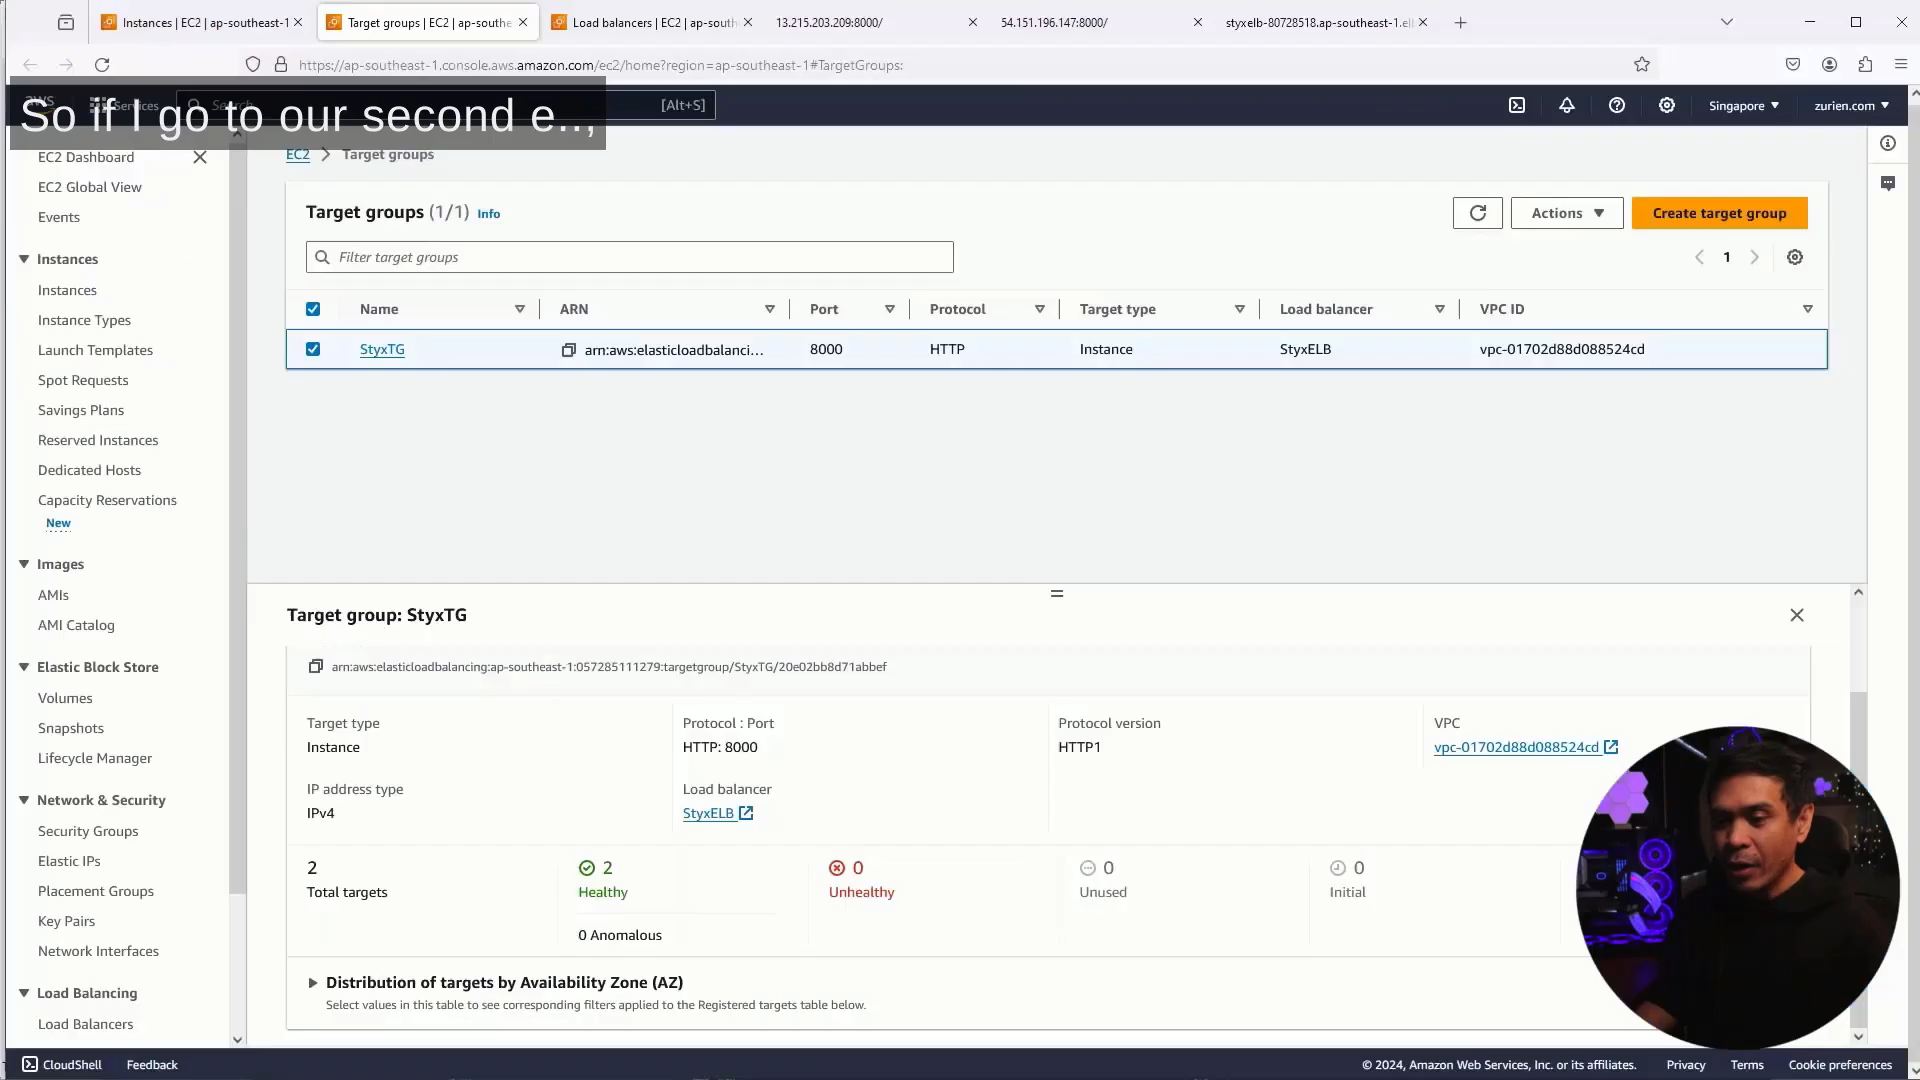 Instances | EC2 | ap-southeast-1
Target groups | EC2 | ap-southe
Load balancers | EC2 | ap-south
13.215.203.209:8000/
54.151.196.147:8000/
styxelb-80728518.ap-southeast-1.el
https://ap-southeast-1.console.aws.amazon.com/ec2/home?region=ap-southeast-1#TargetGroups:
aws
Services
Search
[Alt+S]
Singapore
zurien.com
So if I go to our second e..,
EC2 Dashboard
EC2 Global View
Events
Instances
Instances
Instance Types
Launch Templates
Spot Requests
Savings Plans
Reserved Instances
Dedicated Hosts
Capacity Reservations
New
Images
AMIs
AMI Catalog
Elastic Block Store
Volumes
Snapshots
Lifecycle Manager
Network & Security
Security Groups
Elastic IPs
Placement Groups
Key Pairs
Network Interfaces
Load Balancing
Load Balancers
EC2 > Target groups
Target groups (1/1) Info
Actions
Create target group
Filter target groups
1
Name ARN Port Protocol Target type Load balancer VPC ID
StyxTG arn:aws:elasticloadbalanci... 8000 HTTP Instance StyxELB vpc-01702d88d088524cd
Target group: StyxTG
arn:aws:elasticloadbalancing:ap-southeast-1:057285111279:targetgroup/StyxTG/20e02bb8d71abbef
Target type
Instance
Protocol : Port
HTTP: 8000
Protocol version
HTTP1
VPC
vpc-01702d88d088524cd
IP address type
IPv4
Load balancer
StyxELB
2
Total targets
2
Healthy
0 Anomalous
0
Unhealthy
0
Unused
0
Initial
Distribution of targets by Availability Zone (AZ)
Select values in this table to see corresponding filters applied to the Registered targets table below.
CloudShell
Feedback
© 2024, Amazon Web Services, Inc. or its affiliates.
Privacy
Terms
Cookie preferences